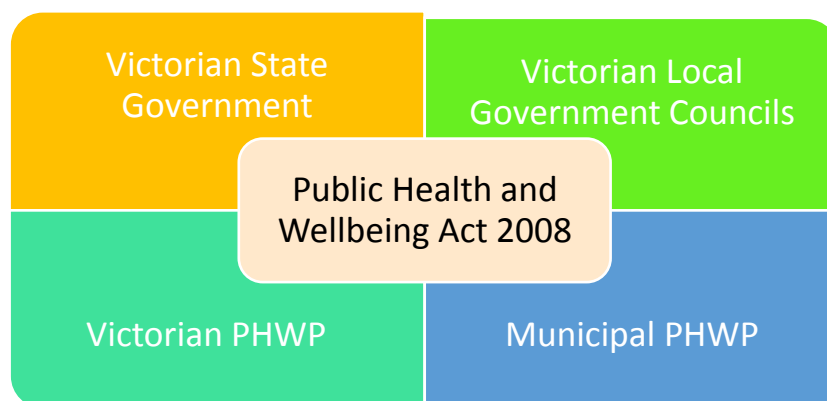 Victorian State
Government
Victorian Local
Government Councils
Public Health and
Wellbeing Act 2008
Victorian PHWP
Municipal PHWP